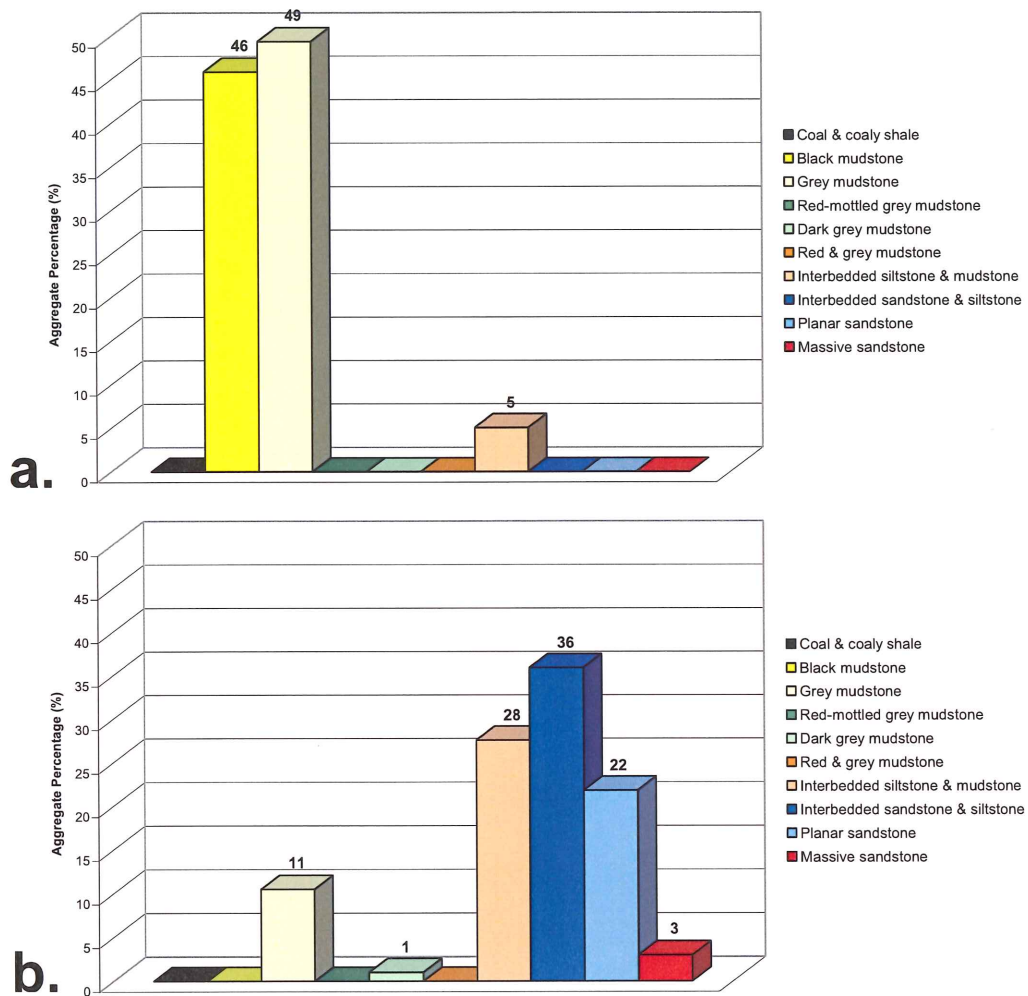 49
46
50
45
40
35
30
25
20
15
10
5
0
Aggregate Percentage (%)
5
a.
Coal & coaly shale
Black mudstone
Grey mudstone
Red-mottled grey mudstone
Dark grey mudstone
Red & grey mudstone
Interbedded siltstone & mudstone
Interbedded sandstone & siltstone
Planar sandstone
Massive sandstone
50
45
40
35
30
25
20
15
10
5
0
Aggregate Percentage (%)
11
1
28
36
22
3
b.
Coal & coaly shale
Black mudstone
Grey mudstone
Red-mottled grey mudstone
Dark grey mudstone
Red & grey mudstone
Interbedded siltstone & mudstone
Interbedded sandstone & siltstone
Planar sandstone
Massive sandstone